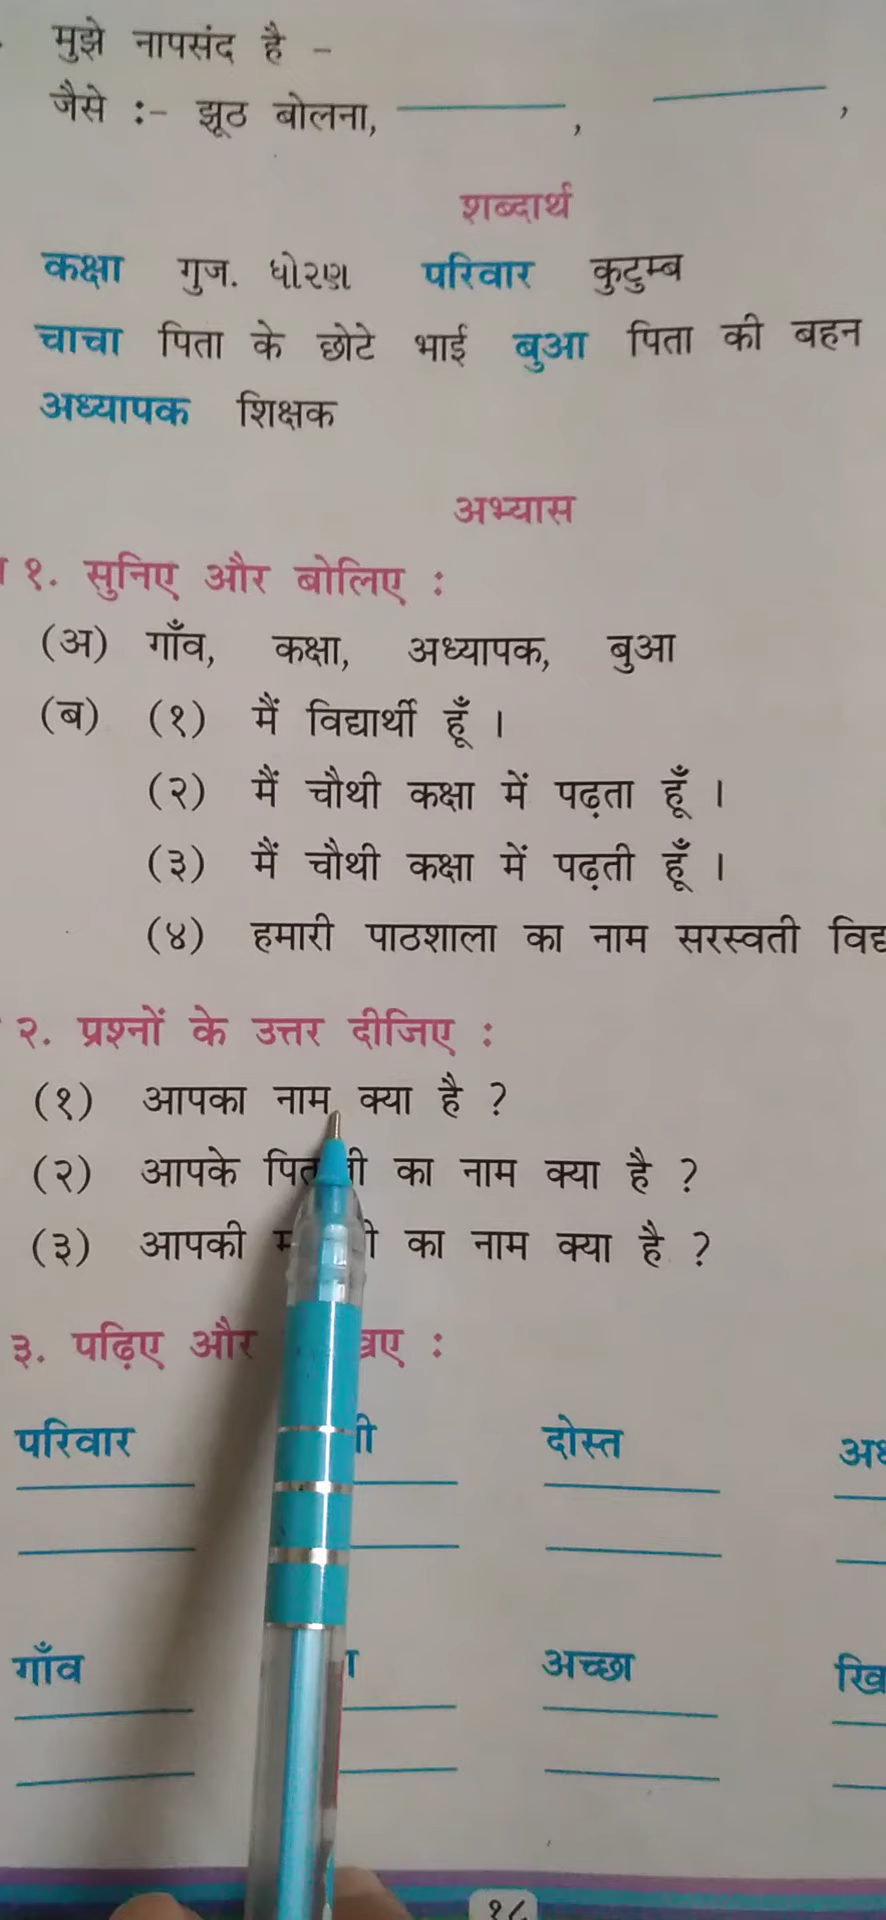 मुझे नापसंद है -
जैसे :- झूठ बोलना, ———, ———,
शब्दार्थ
कक्षा गुज. ધોરણ परिवार कुटुम्ब
चाचा पिता के छोटे भाई बुआ पिता की बहन
अध्यापक शिक्षक
अभ्यास
१. सुनिए और बोलिए :
(अ) गाँव, कक्षा, अध्यापक, बुआ
(ब) (१) मैं विद्यार्थी हूँ ।
(२) मैं चौथी कक्षा में पढ़ता हूँ ।
(३) मैं चौथी कक्षा में पढ़ती हूँ ।
(४) हमारी पाठशाला का नाम सरस्वती
२. प्रश्नों के उत्तर दीजिए :
(१) आपका नाम क्या है ?
(२) आपके का नाम क्या है ?
(३) आपकी का नाम क्या है ?
३. पढ़िए और :
परिवार दोस्त
गाँव अच्छा